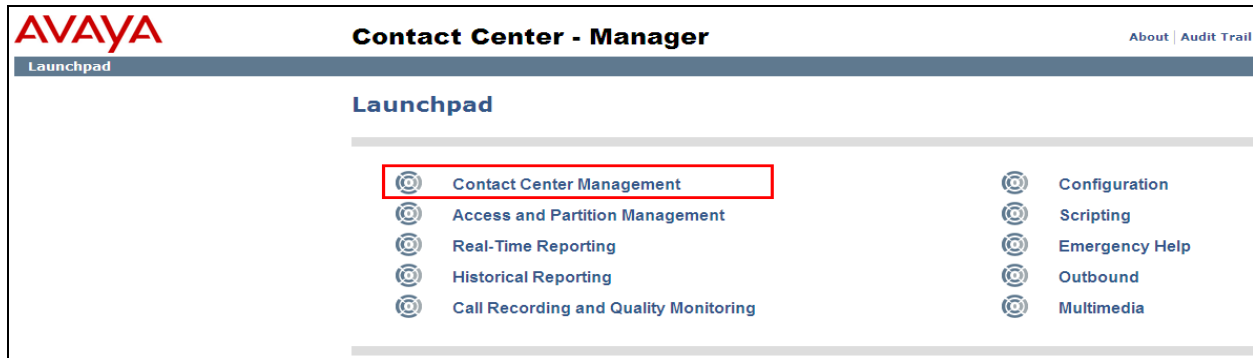 AVAYA
Contact Center - Manager
About | Audit Trail
Launchpad
Launchpad
Contact Center Management
Configuration
Access and Partition Management
Scripting
Real-Time Reporting
Emergency Help
Historical Reporting
Outbound
Call Recording and Quality Monitoring
Multimedia